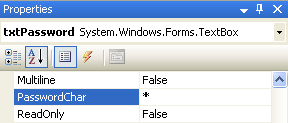 Properties
txtPassword System.Windows.Forms.TextBox
Multiline False
PasswordChar *
ReadOnly False